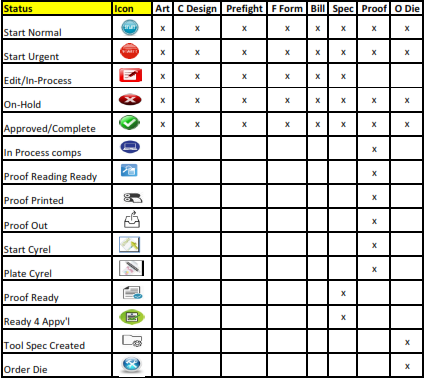 Status Icon Art C Design Prefight F Form Bill Spec Proof O Die
Start Normal START x x x x x x x x
Start Urgent x x x x x x x x
Edit/In-Process x x x x x x
On-Hold x x x x x x x x
Approved/Complete x x x x x x x x
In Process comps x
Proof Reading Ready x
Proof Printed x
Proof Out x
Start Cyrel x
Plate Cyrel x
Proof Ready x
Ready 4 Appv'l x
Tool Spec Created x
Order Die x